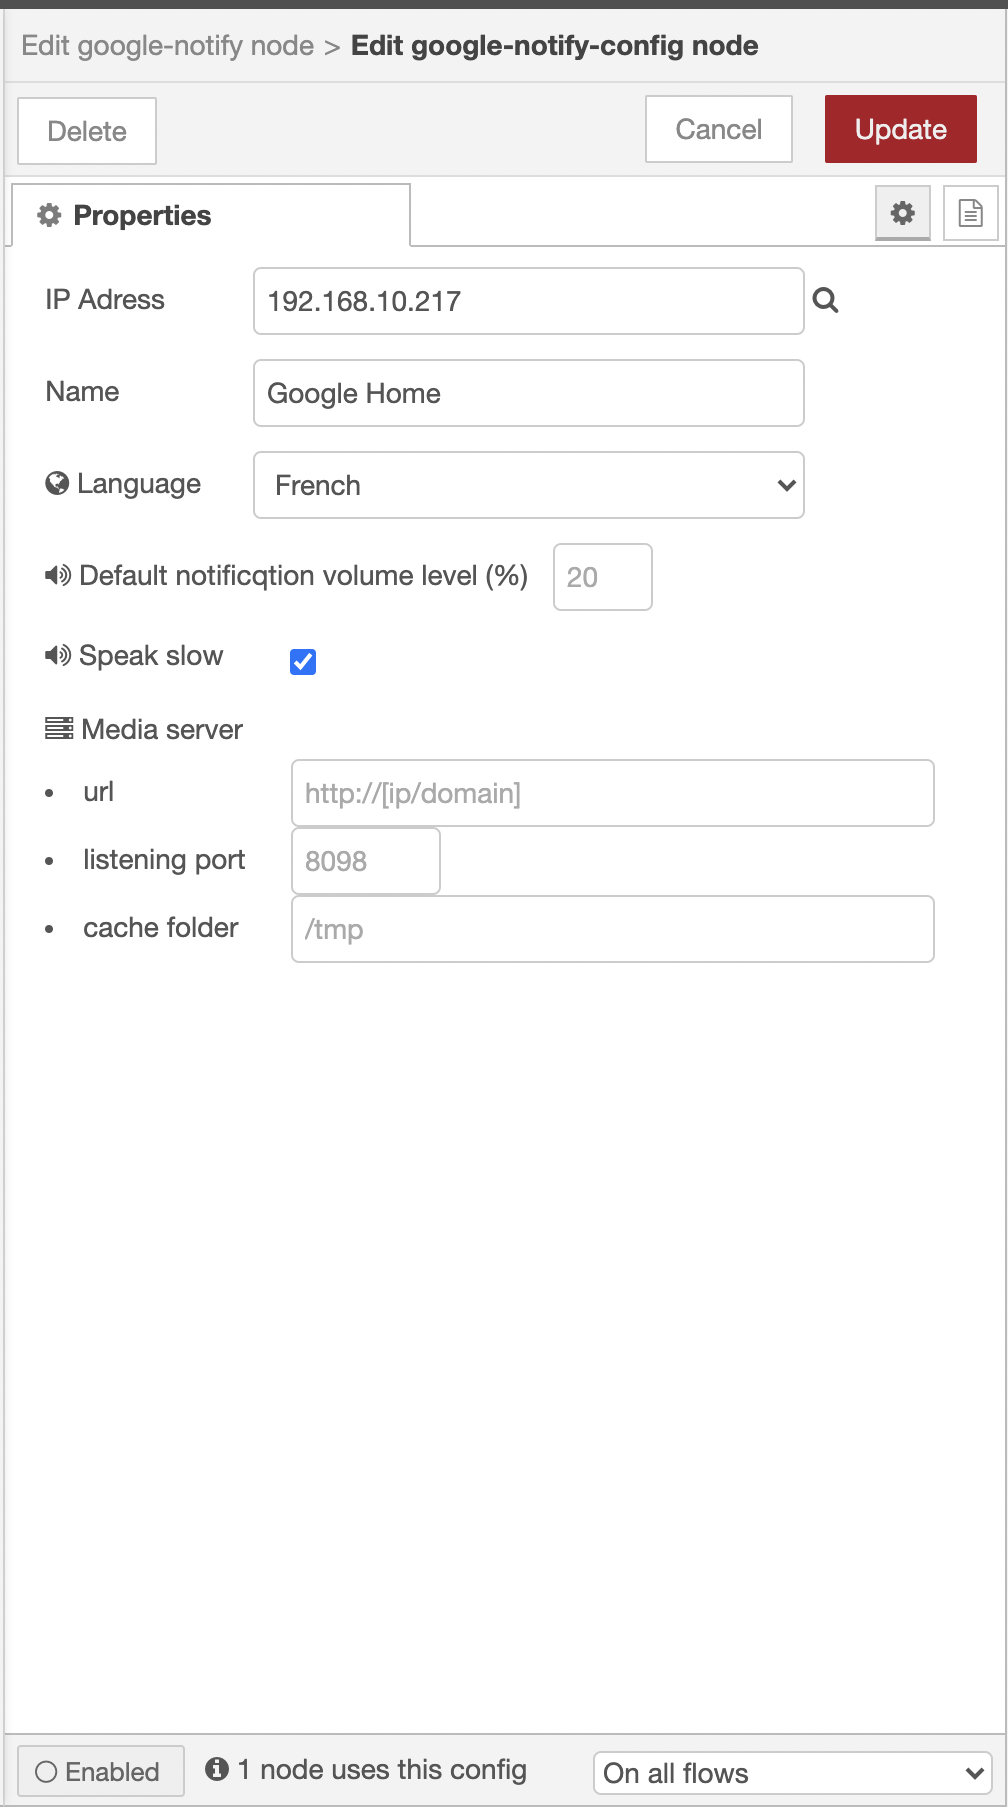 Edit google-notify node > Edit google-notify-config node
Delete
Cancel
Update
Properties
IP Adress
192.168.10.217
Name
Google Home
Language
French
Default notificqtion volume level (%)
20
Speak slow
Media server
• url
http://[ip/domain]
• listening port
8098
• cache folder
/tmp
Enabled
1 node uses this config
On all flows